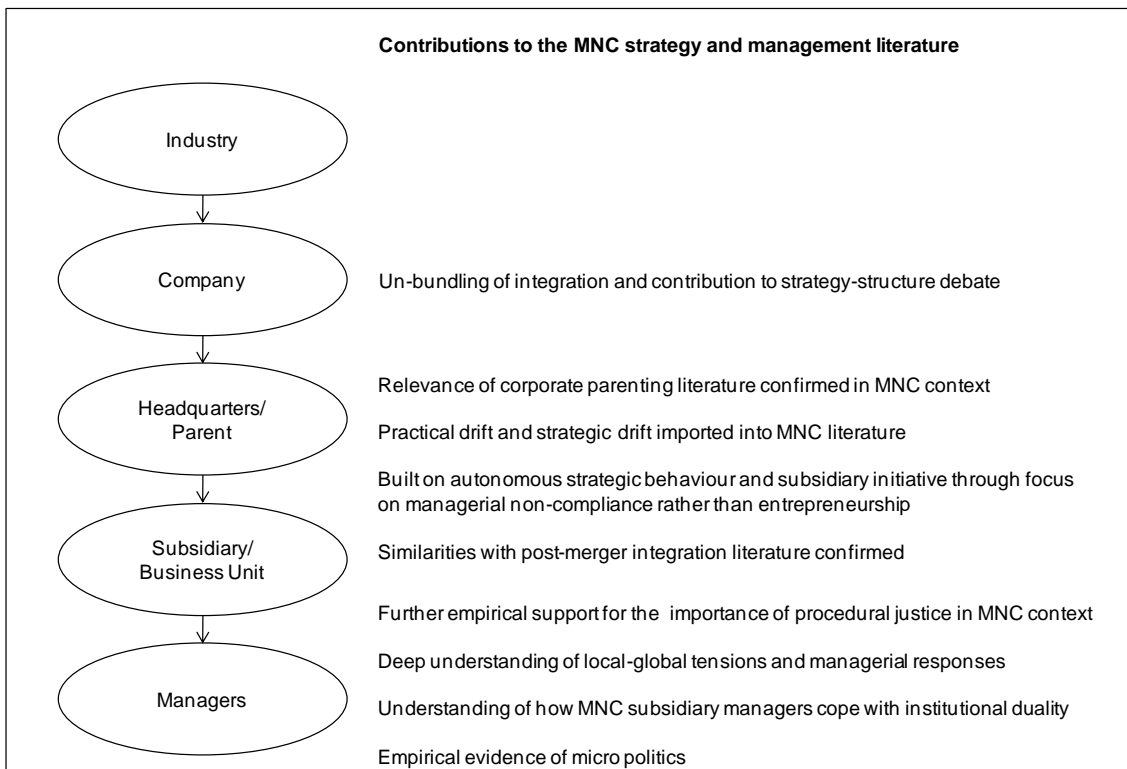 Contributions to the MNC strategy and management literature
Industry
Company
Un-bundling of integration and contribution to strategy-structure debate
Headquarters/
Parent
Relevance of corporate parenting literature confirmed in MNC context
Practical drift and strategic drift imported into MNC literature
Built on autonomous strategic behaviour and subsidiary initiative through focus
on managerial non-compliance rather than entrepreneurship
Subsidiary/
Business Unit
Similarities with post-merger integration literature confirmed
Further empirical support for the importance of procedural justice in MNC context
Managers
Deep understanding of local-global tensions and managerial responses
Understanding of how MNC subsidiary managers cope with institutional duality
Empirical evidence of micro politics